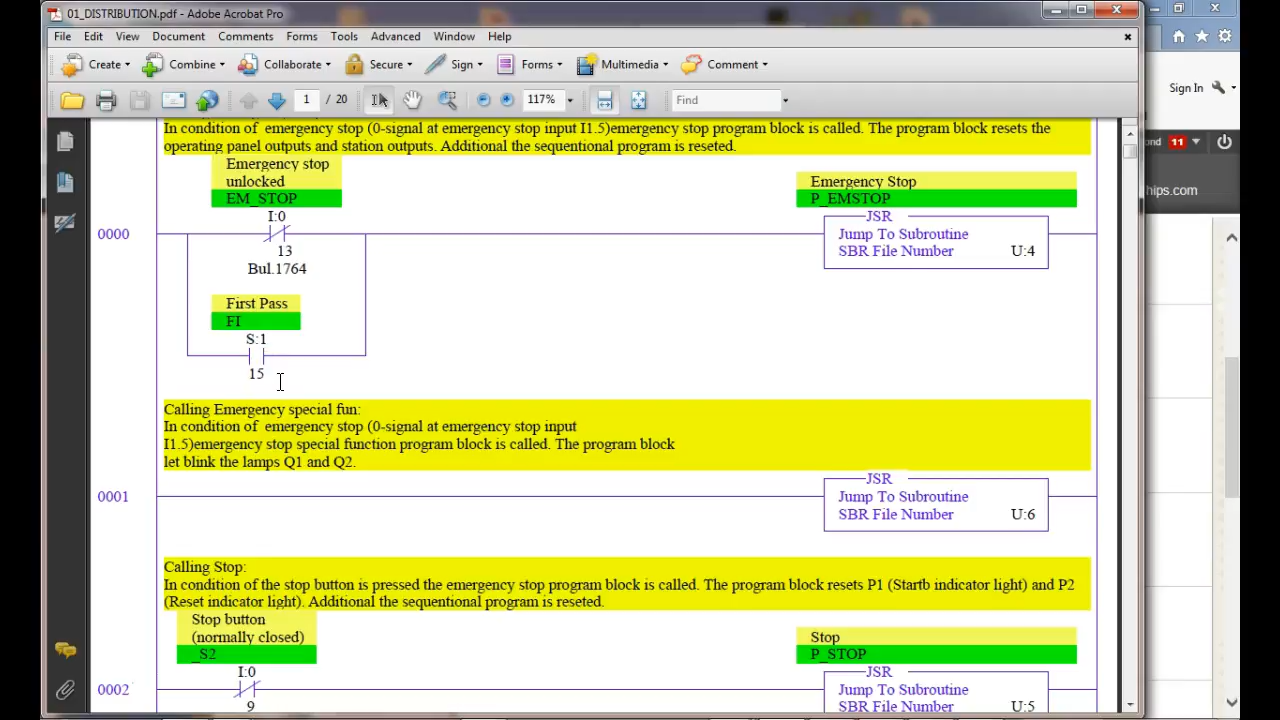 01_DISTRIBUTION.pdf - Adobe Acrobat Pro
File Edit View Document Comments Forms Tools Advanced Window Help
Create Combine Collaborate Secure Sign Forms Multimedia Comment
1 / 20 117% Find
Sign In
11
hips.com
In condition of emergency stop (0-signal at emergency stop input I1.5)emergency stop program block is called. The program block resets the
operating panel outputs and station outputs. Additional the sequentional program is reseted.
Emergency stop
unlocked
EM_STOP
I:0
13
Bul.1764
Emergency Stop
P_EMSTOP
JSR
0000
Jump To Subroutine
SBR File Number U:4
First Pass
FI
S:1
15
Calling Emergency special fun:
In condition of emergency stop (0-signal at emergency stop input
I1.5)emergency stop special function program block is called. The program block
let blink the lamps Q1 and Q2.
JSR
0001
Jump To Subroutine
SBR File Number U:6
Calling Stop:
In condition of the stop button is pressed the emergency stop program block is called. The program block resets P1 (Startb indicator light) and P2
(Reset indicator light). Additional the sequentional program is reseted.
Stop button
(normally closed)
_S2
I:0
9
Stop
P_STOP
JSR
0002
Jump To Subroutine
SBR File Number U:5